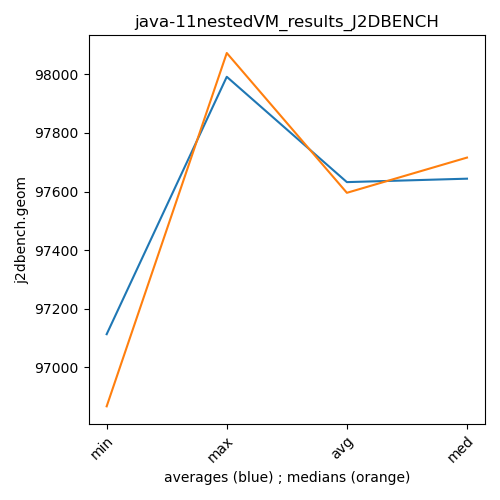 java-11nestedVM_results_J2DBENCH
98000
97800
97600
97400
97200
97000
j2dbench.geom
min
max
avg
med
averages (blue) ; medians (orange)